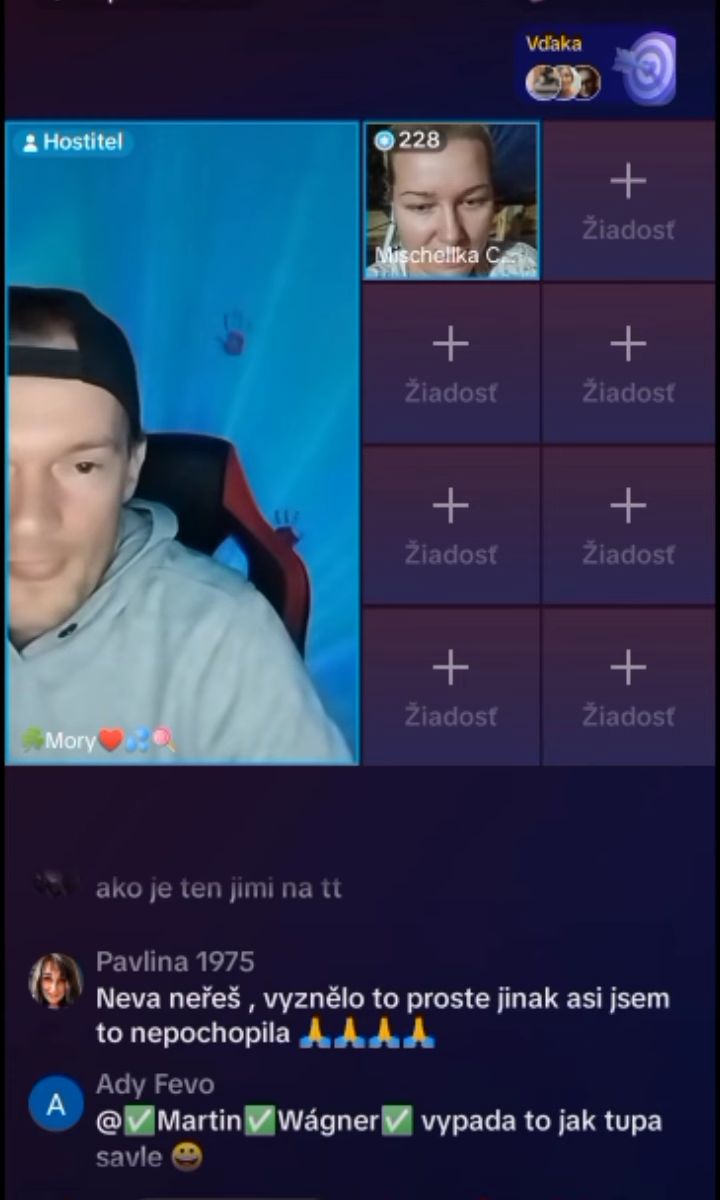 Vďaka
Hostitel
228
Mischellka C...
Žiadosť
Žiadosť
Žiadosť
Žiadosť
Žiadosť
Žiadosť
Žiadosť
☘️Mory❤️💦🍭
ako je ten jimi na tt
Pavlina 1975
Neva neřeš , vyznělo to proste jinak asi jsem
to nepochopila 🙏🙏🙏🙏
A
Ady Fevo
@✅Martin✅Wágner✅ vypada to jak tupa
savle 😀